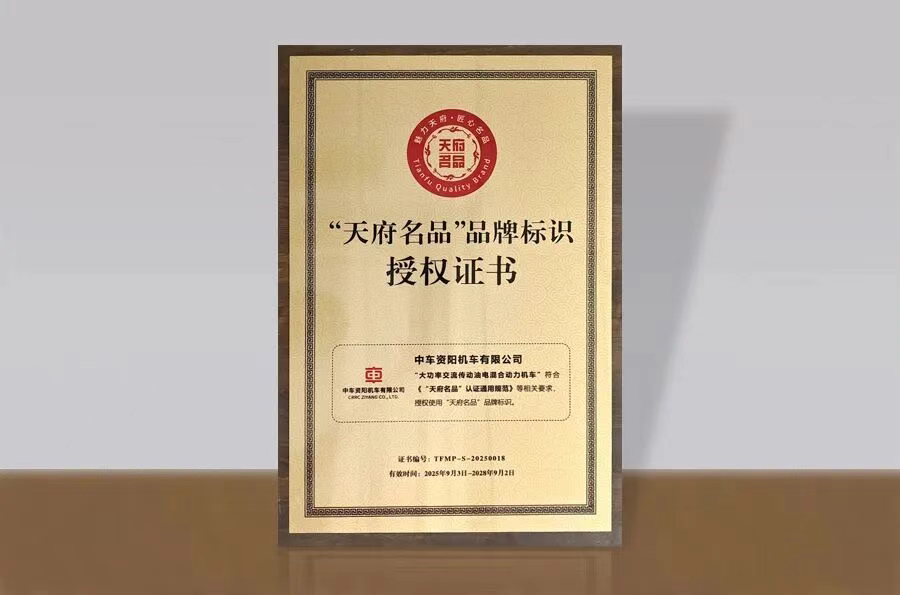 魅力天府·匠心名品
天府
名品
Tianfu Quality Brand
“天府名品”品牌标识
授权证书
中车资阳机车有限公司
CRRC ZIYANG CO., LTD.
中车资阳机车有限公司
“大功率交流传动油电混合动力机车”符合
《“天府名品”认证通用规范》等相关要求，
授权使用“天府名品”品牌标识。
证书编号：TFMP-S-20250018
有效时间：2025年9月3日-2028年9月2日